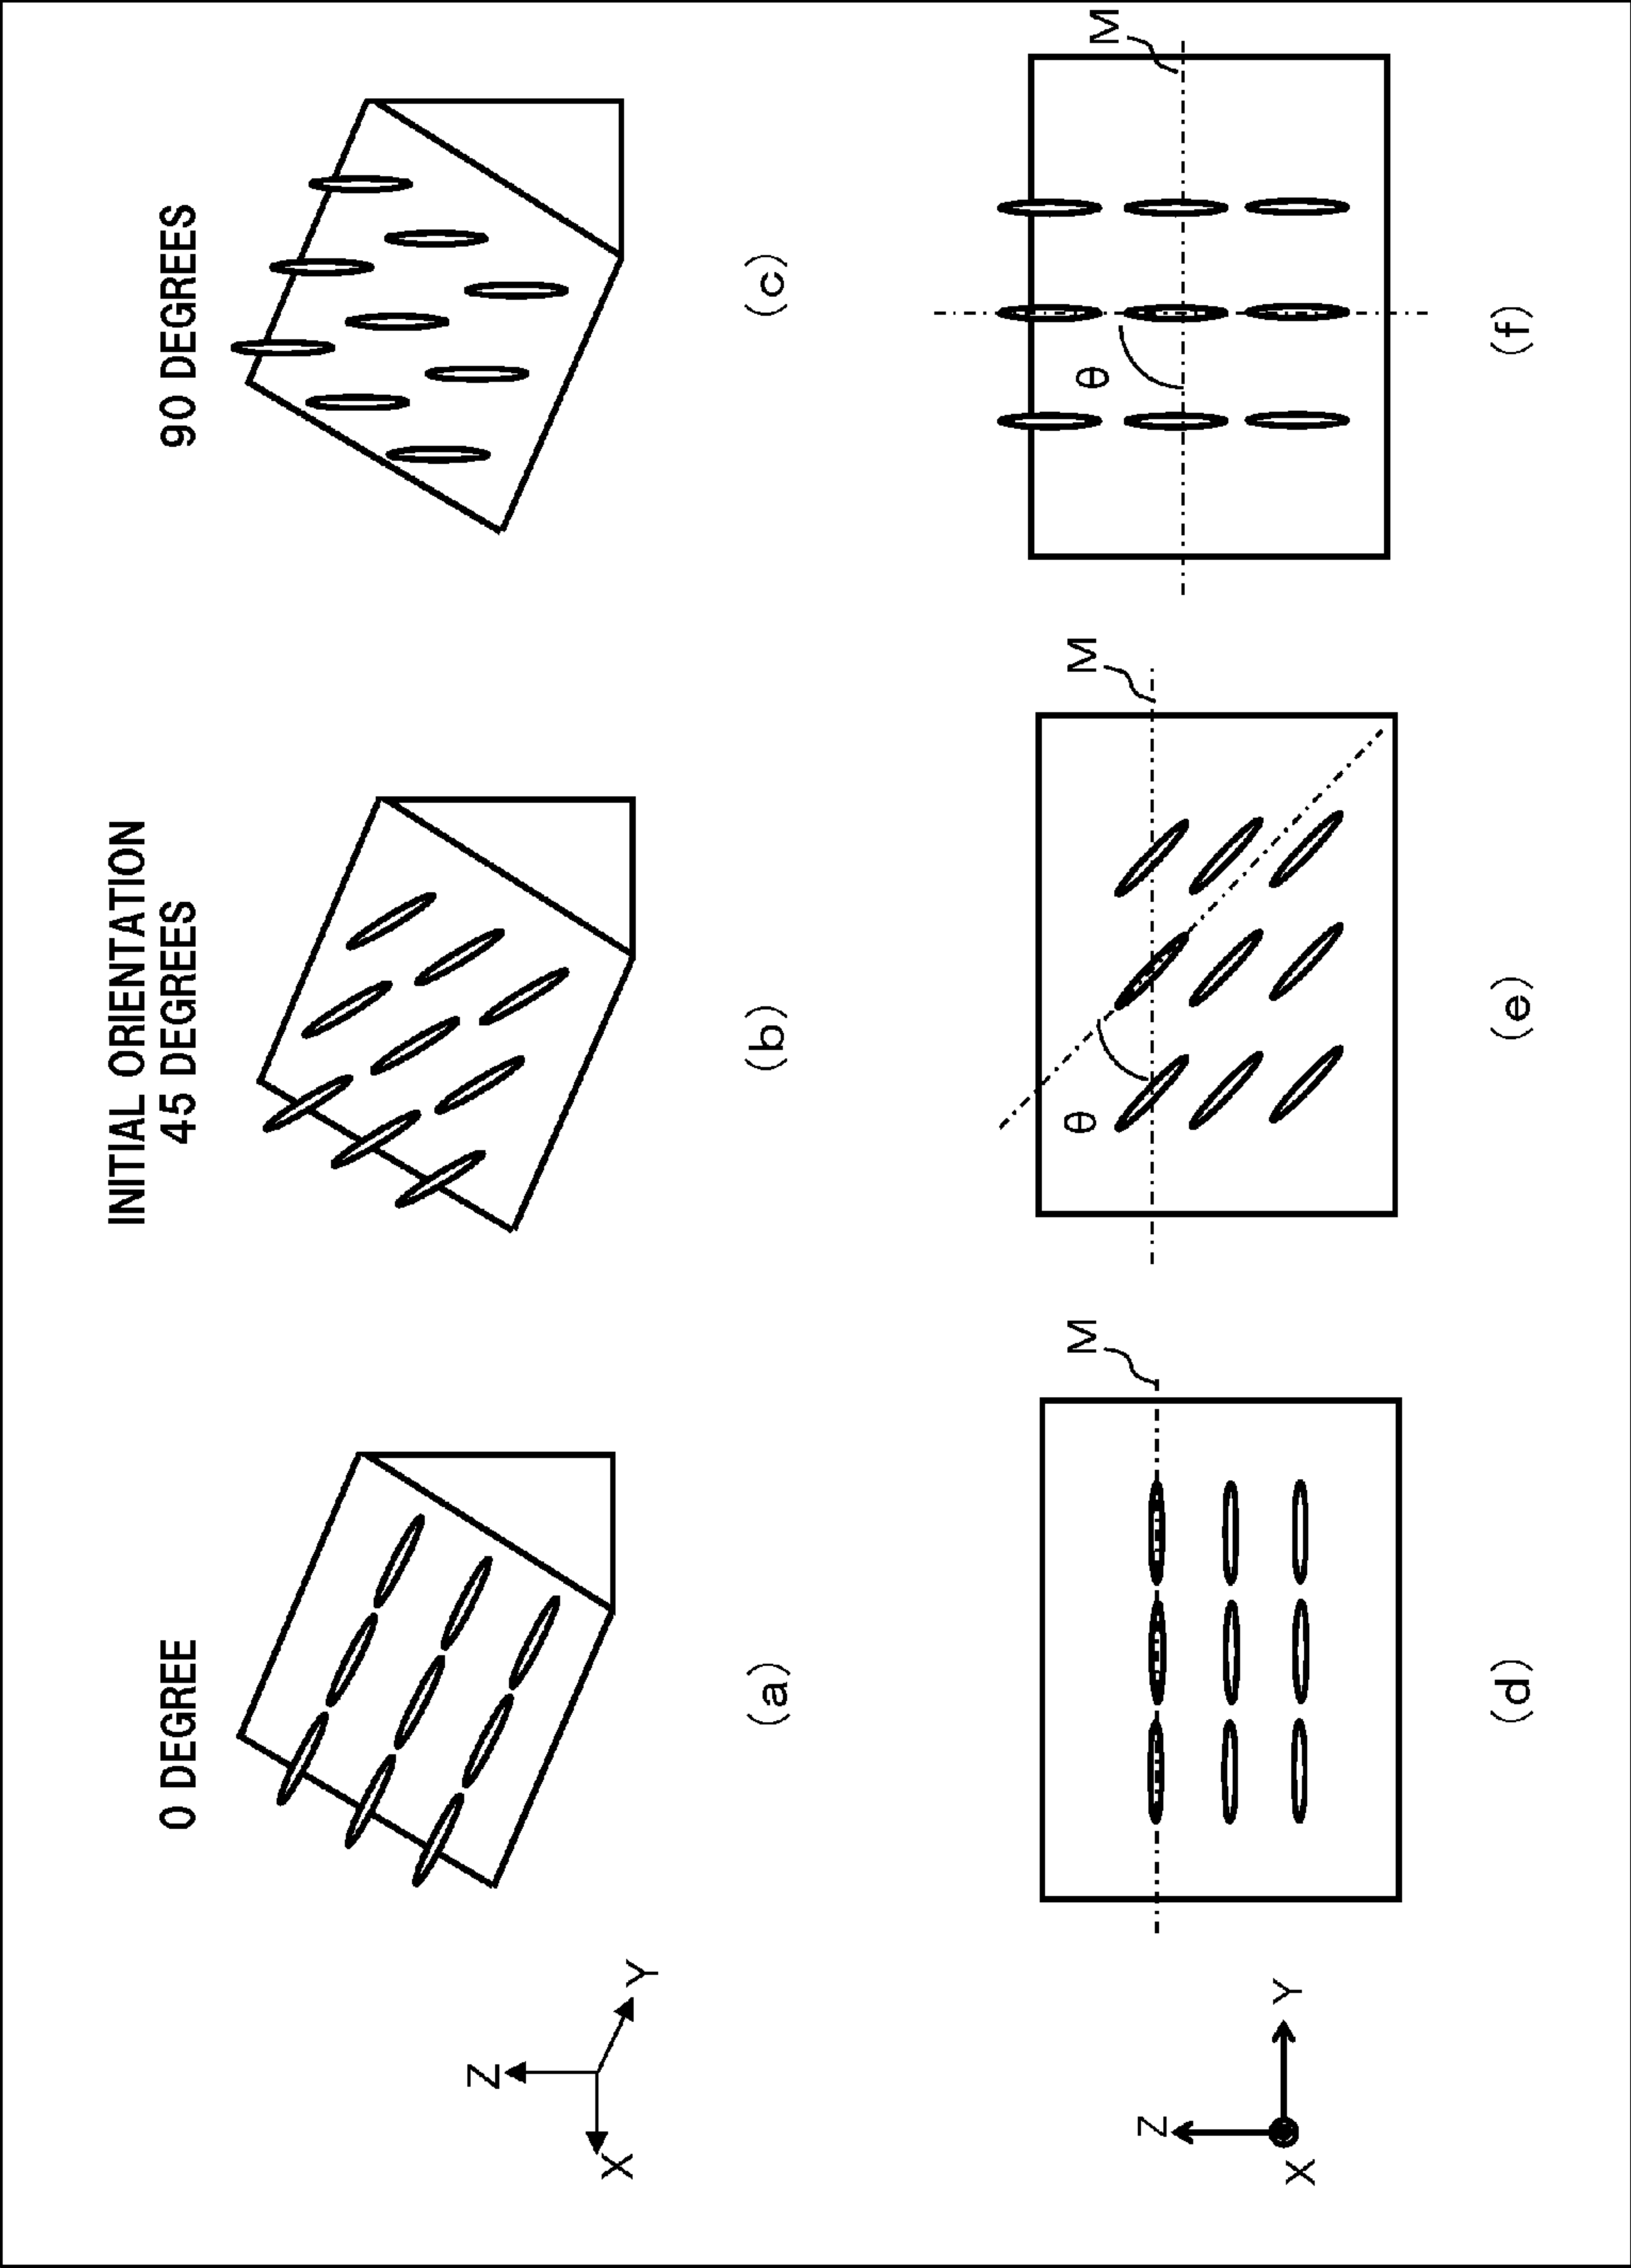 0 DEGREE
INITIAL ORIENTATION
45 DEGREES
90 DEGREES
Z
Y
X
(a)
(b)
(c)
M
M
M
θ
θ
Z
Y
X
(d)
(e)
(f)